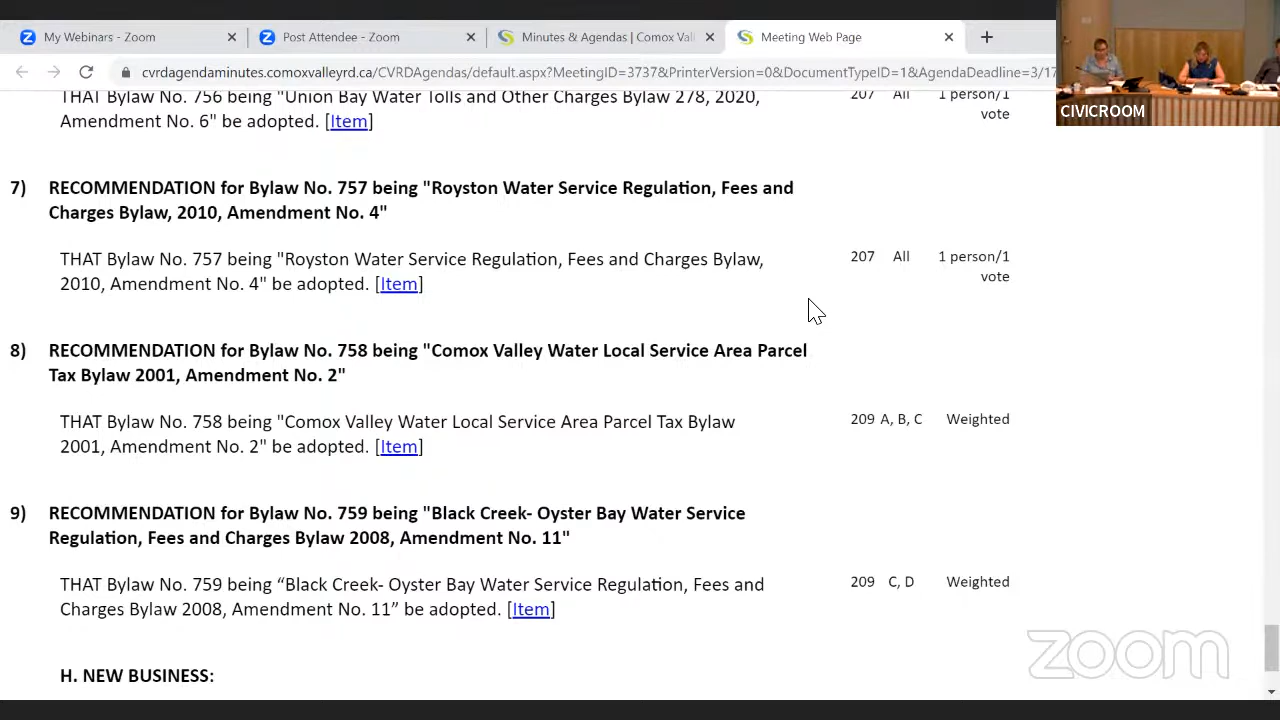 My Webinars - Zoom
Post Attendee - Zoom
Minutes & Agendas | Comox Val
Meeting Web Page
cvrdagendaminutes.comoxvalleyrd.ca/CVRDAgendas/default.aspx?MeetingID=3737&PrinterVersion=0&DocumentTypeID=1&AgendaDeadline=3/17
CIVICROOM
THAT Bylaw No. 756 being "Union Bay Water Tolls and Other Charges Bylaw 278, 2020, 207 All 1 person/1
Amendment No. 6" be adopted. [Item] vote
7) RECOMMENDATION for Bylaw No. 757 being "Royston Water Service Regulation, Fees and
Charges Bylaw, 2010, Amendment No. 4"
THAT Bylaw No. 757 being "Royston Water Service Regulation, Fees and Charges Bylaw, 207 All 1 person/1
2010, Amendment No. 4" be adopted. [Item] vote
8) RECOMMENDATION for Bylaw No. 758 being "Comox Valley Water Local Service Area Parcel
Tax Bylaw 2001, Amendment No. 2"
THAT Bylaw No. 758 being "Comox Valley Water Local Service Area Parcel Tax Bylaw 209 A, B, C Weighted
2001, Amendment No. 2" be adopted. [Item]
9) RECOMMENDATION for Bylaw No. 759 being "Black Creek- Oyster Bay Water Service
Regulation, Fees and Charges Bylaw 2008, Amendment No. 11"
THAT Bylaw No. 759 being “Black Creek- Oyster Bay Water Service Regulation, Fees and 209 C, D Weighted
Charges Bylaw 2008, Amendment No. 11” be adopted. [Item]
H. NEW BUSINESS:
zoom